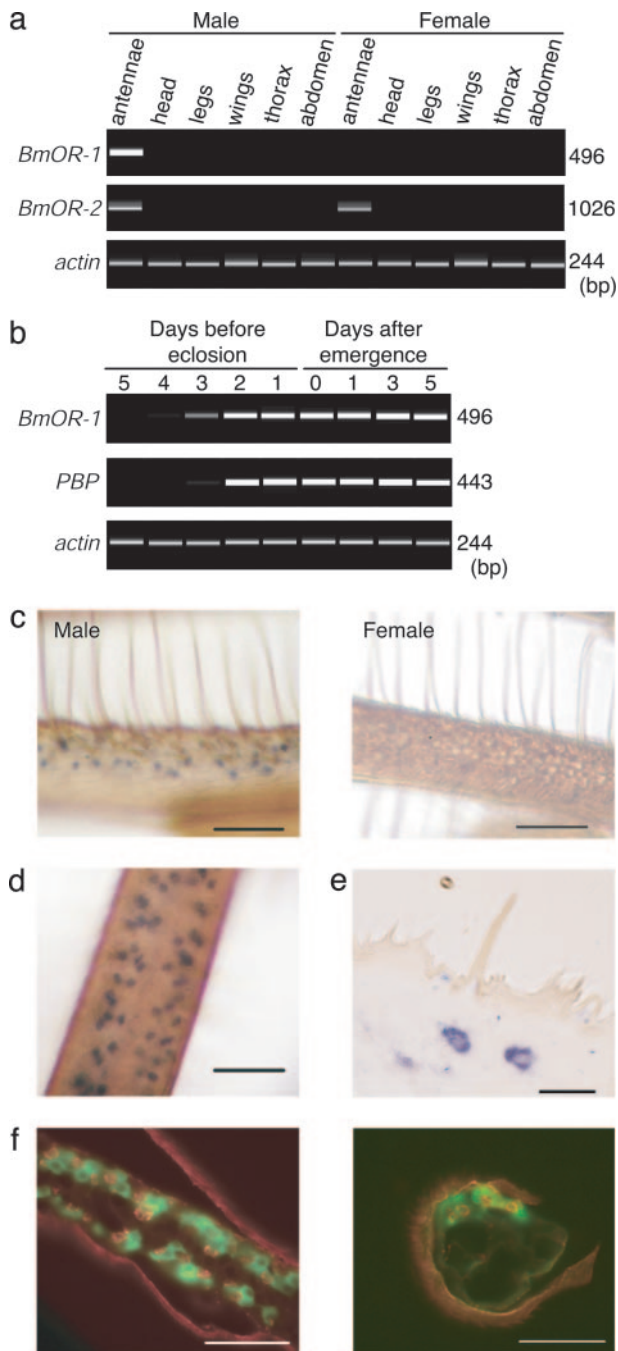 a
Male Female
antennae head legs wings thorax abdomen antennae head legs wings thorax abdomen
BmOR-1 496
BmOR-2 1026
actin 244
(bp)
b
Days before eclosion Days after emergence
5 4 3 2 1 0 1 3 5
BmOR-1 496
PBP 443
actin 244
(bp)
c
Male Female
d e
f